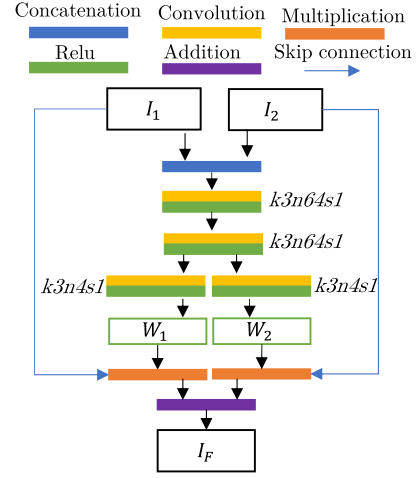 Concatenation Convolution Multiplication
Relu Addition Skip connection
I1 I2
k3n64s1
k3n64s1
k3n4s1 k3n4s1
W1 W2
IF